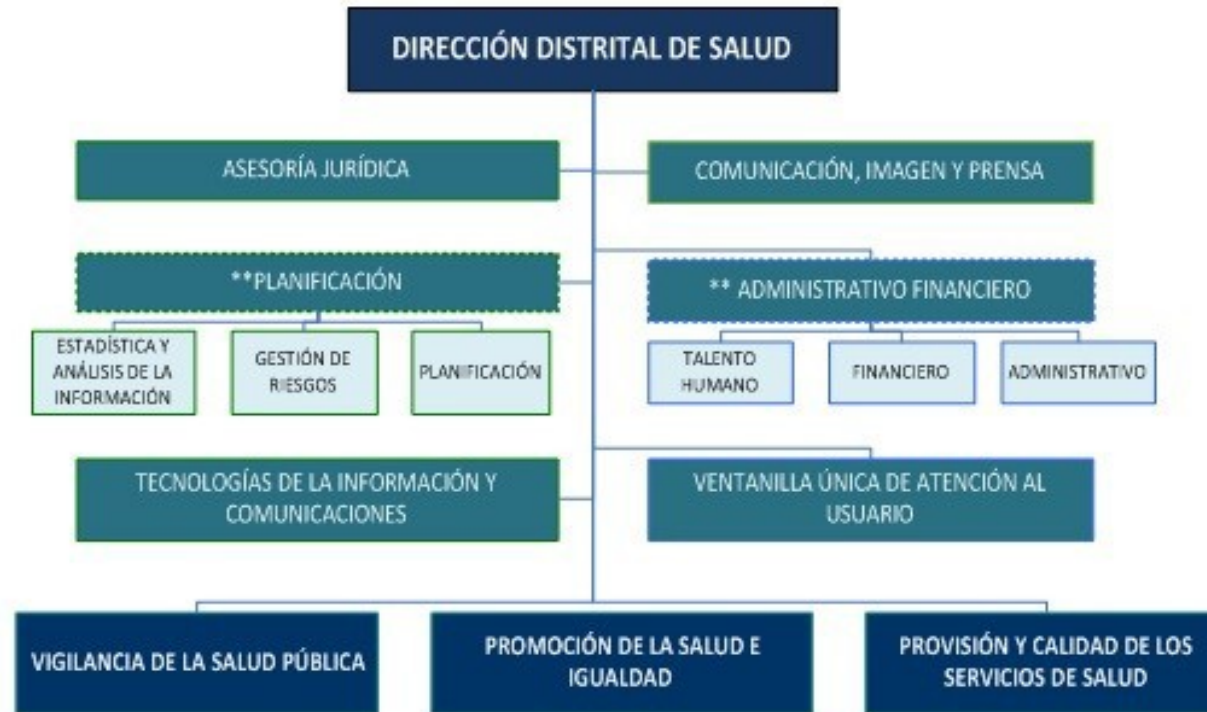 DIRECCIÓN DISTRITAL DE SALUD
ASESORÍA JURÍDICA
COMUNICACIÓN, IMAGEN Y PRENSA
**PLANIFICACIÓN
** ADMINISTRATIVO FINANCIERO
ESTADÍSTICA Y
ANÁLISIS DE LA
INFORMACIÓN
GESTIÓN DE
RIESGOS
PLANIFICACIÓN
TALENTO
HUMANO
FINANCIERO
ADMINISTRATIVO
TECNOLOGÍAS DE LA INFORMACIÓN Y
COMUNICACIONES
VENTANILLA ÚNICA DE ATENCIÓN AL
USUARIO
VIGILANCIA DE LA SALUD PÚBLICA
PROMOCIÓN DE LA SALUD E
IGUALDAD
PROVISIÓN Y CALIDAD DE LOS
SERVICIOS DE SALUD